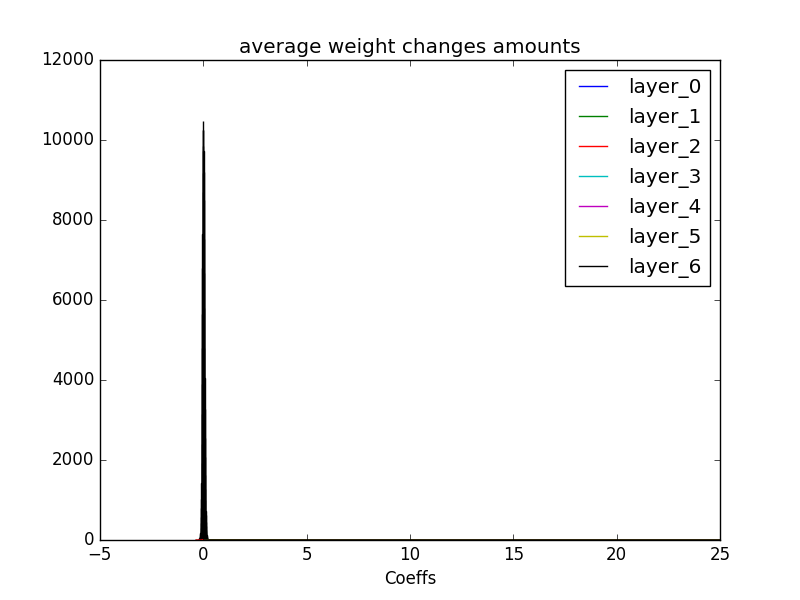 average weight changes amounts
12000
10000
8000
6000
4000
2000
0
−5
0
5
10
15
20
25
Coeffs
layer_0
layer_1
layer_2
layer_3
layer_4
layer_5
layer_6